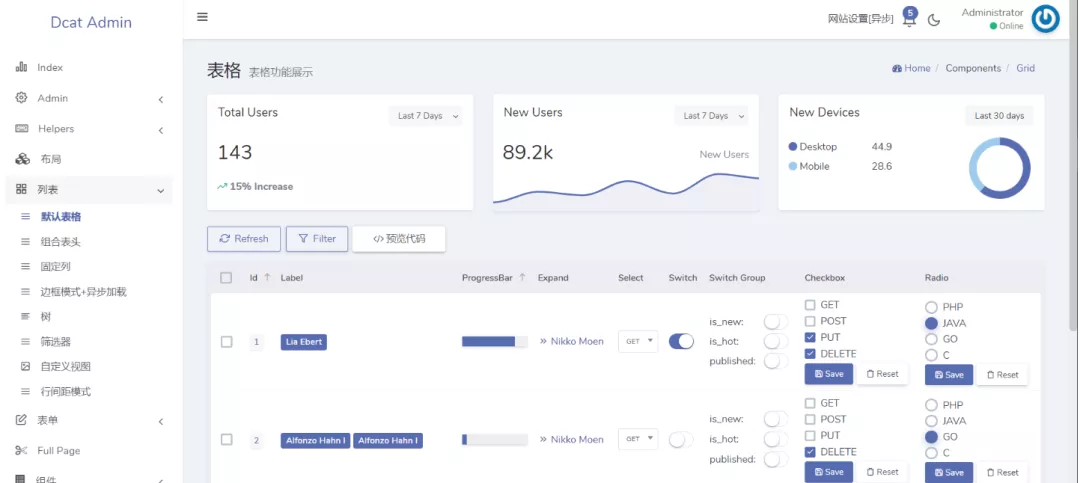 Dcat Admin
网站设置[异步]
5
Administrator
Online
Index
Admin
Helpers
布局
列表
默认表格
组合表头
固定列
边框模式+异步加载
树
筛选器
自定义视图
行间距模式
表单
Full Page
组件
表格 表格功能展示
Home / Components / Grid
Total Users
Last 7 Days
143
15% Increase
New Users
Last 7 Days
89.2k
New Users
New Devices
Last 30 days
Desktop 44.9
Mobile 28.6
Refresh
Filter
预览代码
Id Label ProgressBar Expand Select Switch Switch Group Checkbox Radio
1
Lia Ebert
Nikko Moen
GET
is_new:
is_hot:
published:
GET
POST
PUT
DELETE
Save Reset
PHP
JAVA
GO
C
Save Reset
2
Alfonzo Hahn I Alfonzo Hahn I
Nikko Moen
GET
is_new:
is_hot:
published:
GET
POST
PUT
DELETE
Save Reset
PHP
JAVA
GO
C
Save Reset